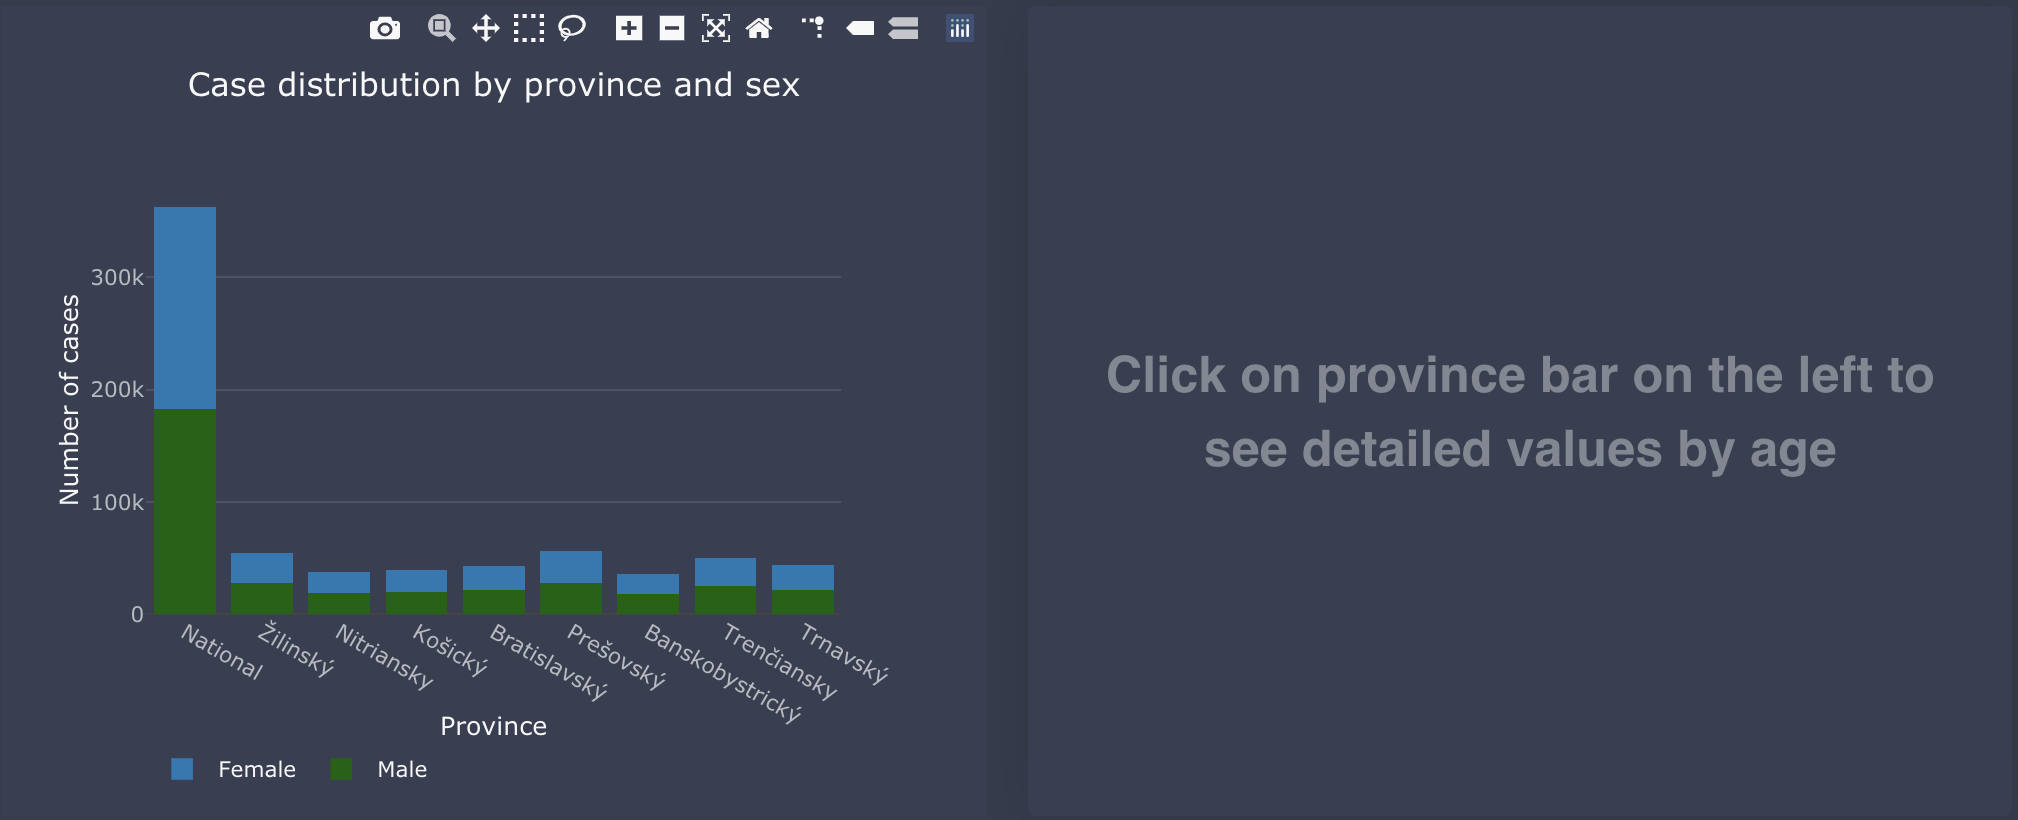 Case distribution by province and sex
Number of cases
300k
200k
100k
0
National
Žilinský
Nitriansky
Košický
Bratislavský
Prešovský
Banskobystrický
Trenčiansky
Trnavský
Province
Female
Male
Click on province bar on the left to
see detailed values by age